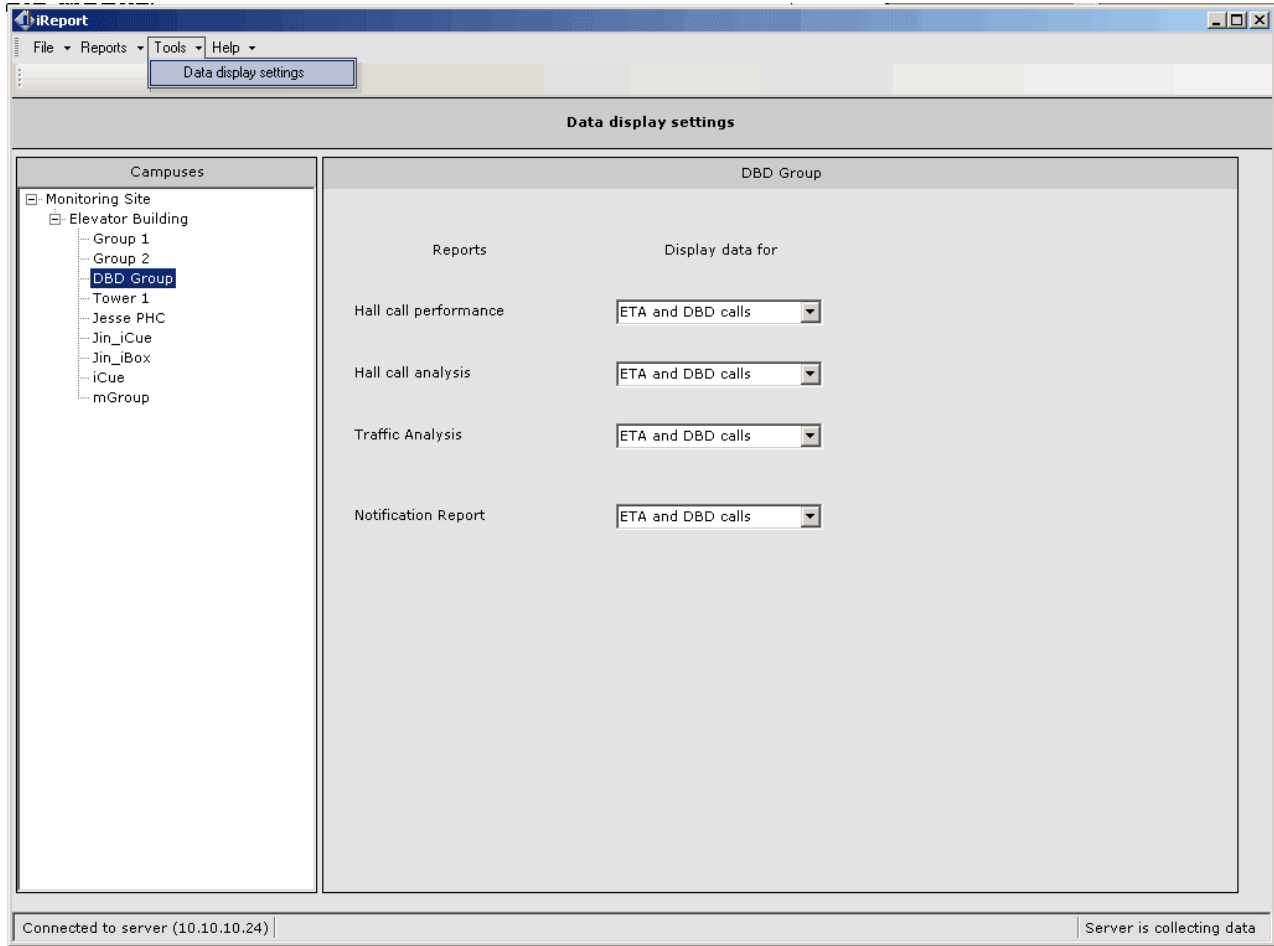 iReport
File Reports Tools Help
Data display settings
Data display settings
Campuses
Monitoring Site
Elevator Building
Group 1
Group 2
DBD Group
Tower 1
Jesse PHC
Jin_iCue
Jin_iBox
iCue
mGroup
DBD Group
Reports Display data for
Hall call performance ETA and DBD calls
Hall call analysis ETA and DBD calls
Traffic Analysis ETA and DBD calls
Notification Report ETA and DBD calls
Connected to server (10.10.10.24) Server is collecting data